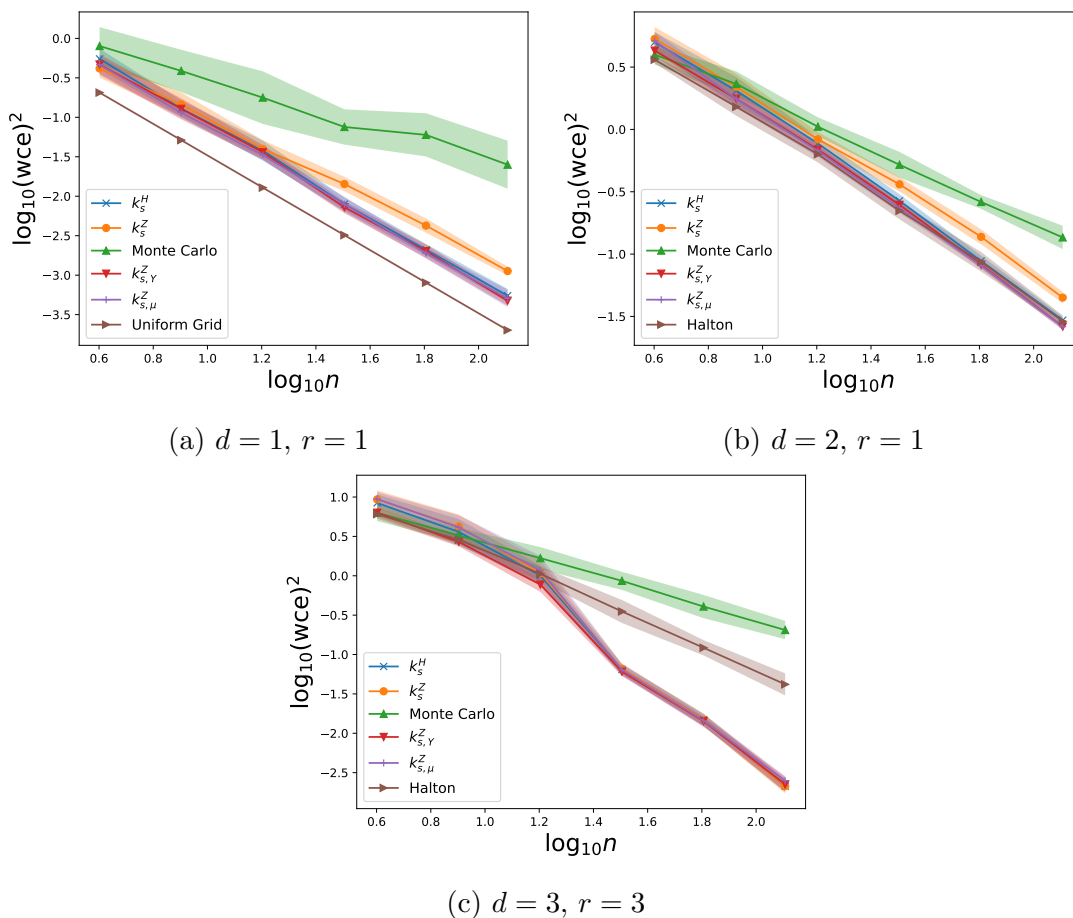 log₁₀(wce)²
0.0
−0.5
−1.0
−1.5
−2.0
−2.5
−3.0
−3.5
k_s^H
k_s^Z
Monte Carlo
k_{s,Y}^Z
k_{s,μ}^Z
Uniform Grid
0.6 0.8 1.0 1.2 1.4 1.6 1.8 2.0
log₁₀n
(a) d = 1, r = 1
log₁₀(wce)²
0.5
0.0
−0.5
−1.0
−1.5
k_s^H
k_s^Z
Monte Carlo
k_{s,Y}^Z
k_{s,μ}^Z
Halton
0.6 0.8 1.0 1.2 1.4 1.6 1.8 2.0
log₁₀n
(b) d = 2, r = 1
log₁₀(wce)²
1.0
0.5
0.0
−0.5
−1.0
−1.5
−2.0
−2.5
k_s^H
k_s^Z
Monte Carlo
k_{s,Y}^Z
k_{s,μ}^Z
Halton
0.6 0.8 1.0 1.2 1.4 1.6 1.8 2.0
log₁₀n
(c) d = 3, r = 3